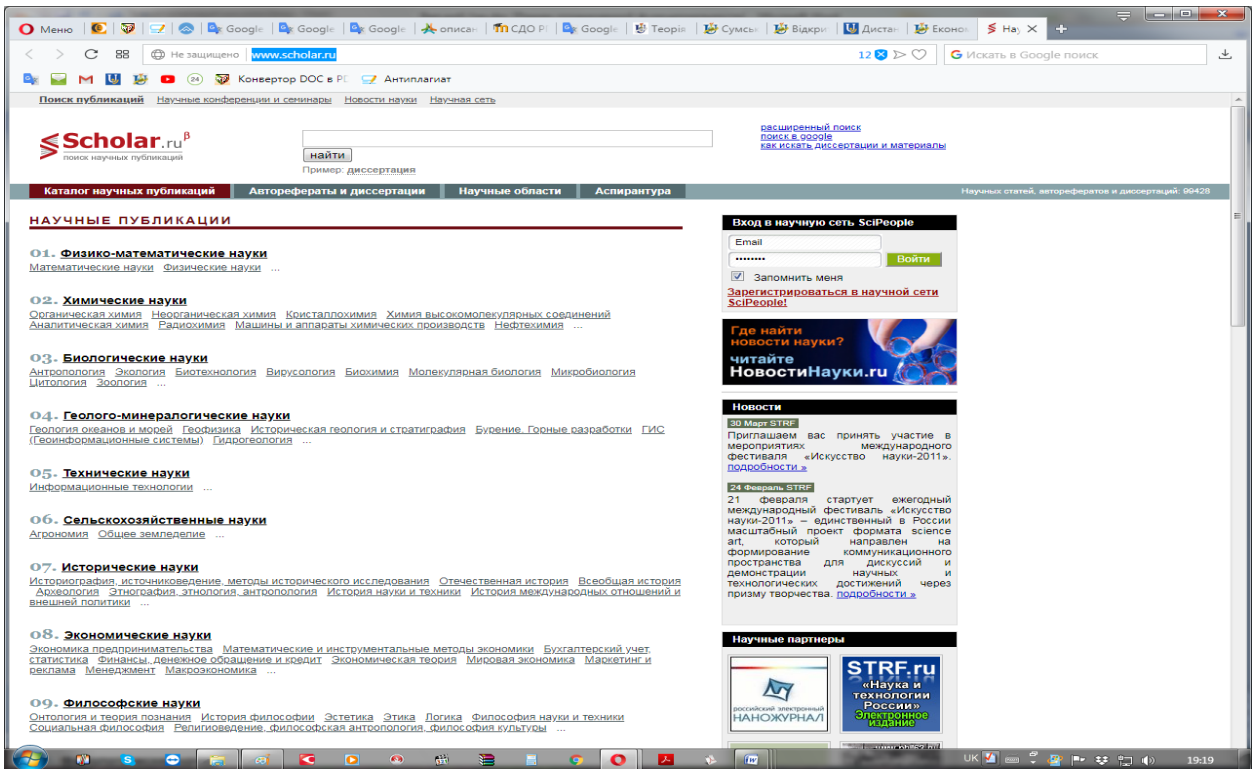 Меню
Google
Google
Google
описан
СДО РІ
Google
Теорія
Сумсь
Відкри
Дистан
Еконо
На
88
Не защищено www.scholar.ru
12
Искать в Google поиск
24 Конвертор DOC в PD Антиплагиат
Поиск публикаций Научные конференции и семинары Новости науки Научная сеть
Scholar.ru β
поиск научных публикаций
найти
Пример: диссертация
расширенный поиск
поиск в google
как искать диссертации и материалы
Каталог научных публикаций Авторефераты и диссертации Научные области Аспирантура
Научных статей, авторефератов и диссертаций: 99428
НАУЧНЫЕ ПУБЛИКАЦИИ
01. Физико-математические науки
Математические науки Физические науки ...
02. Химические науки
Органическая химия Неорганическая химия Кристаллохимия Химия высокомолекулярных соединений
Аналитическая химия Радиохимия Машины и аппараты химических производств Нефтехимия ...
03. Биологические науки
Антропология Экология Биотехнология Вирусология Биохимия Молекулярная биология Микробиология
Цитология Зоология ...
04. Геолого-минералогические науки
Геология океанов и морей Геофизика Историческая геология и стратиграфия Бурение. Горные разработки ГИС
(Геоинформационные системы) Гидрогеология ...
05. Технические науки
Информационные технологии ...
06. Сельскохозяйственные науки
Агрономия Общее земледелие ...
07. Исторические науки
Историография, источниковедение, методы исторического исследования Отечественная история Всеобщая история
Археология Этнография, этнология, антропология История науки и техники История международных отношений и
внешней политики ...
08. Экономические науки
Экономика предпринимательства Математические и инструментальные методы экономики Бухгалтерский учет,
статистика Финансы, денежное обращение и кредит Экономическая теория Мировая экономика Маркетинг и
реклама Менеджмент Макроэкономика ...
09. Философские науки
Онтология и теория познания История философии Эстетика Этика Логика Философия науки и техники
Социальная философия Религиоведение, философская антропология, философия культуры ...
Вход в научную сеть SciPeople
Email
Войти
Запомнить меня
Зарегистрироваться в научной сети
SciPeople!
Где найти
новости науки?
читайте
НовостиНауки.ru
Новости
30 Март STRF
Приглашаем вас принять участие в
мероприятиях международного
фестиваля «Искусство науки-2011».
подробности »
24 Февраль STRF
21 февраля стартует ежегодный
международный фестиваль «Искусство
науки-2011» – единственный в России
масштабный проект формата science
art, который направлен на
формирование коммуникационного
пространства для дискуссий и
демонстрации научных и
технологических достижений через
призму творчества. подробности »
Научные партнеры
российский электронный
НАНОЖУРНАЛ
STRF.ru
«Наука и
технологии
России»
Электронное
издание
UK
19:19